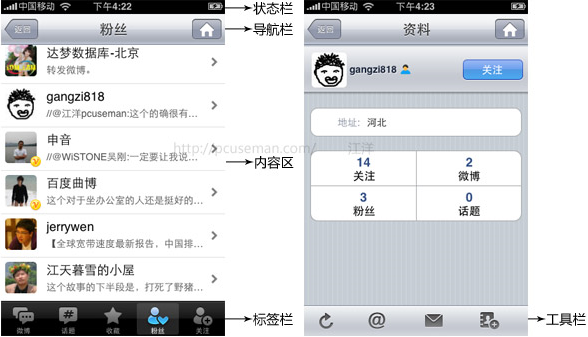 中国移动 下午4:22
状态栏
返回 粉丝
导航栏
达梦数据库-北京
转发微博。
gangzi818
//@江洋pcuseman:这个的确很有…
申音
//@WiSTONE吴刚:一定要让孩说…
内容区
百度曲博
这个对于坐办公室的人还是挺好的…
jerrywen
【全球宽带速度最新报告，中国排…
江天暮雪的小屋
这个故事的下半段是，打死了野猪…
微博 话题 收藏 粉丝 关注
标签栏
中国移动 下午4:23
返回 资料
gangzi818 关注
地址: 河北
http://pcuseman.com/ 江洋
14 2
关注 微博
3 0
粉丝 话题
工具栏